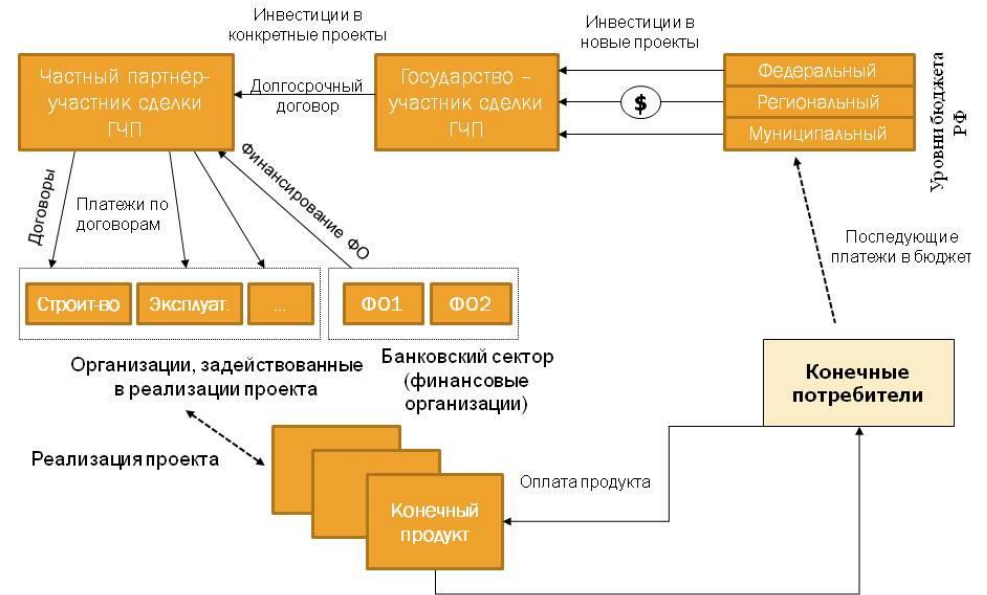 Инвестиции в
конкретные проекты
Инвестиции в
новые проекты
Частный партнер-
участник сделки
ГЧП
Долгосрочный
договор
Государство –
участник сделки
ГЧП
$
Федеральный
Региональный
Муниципальный
Уровни бюджета
РФ
Договоры
Платежи по
договорам
Финансирование ФО
Последующие
платежи в бюджет
Строит-во
Эксплуат.
...
ФО1
ФО2
Организации, задействованные
в реализации проекта
Банковский сектор
(финансовые
организации)
Конечные
потребители
Реализация проекта
Оплата продукта
Конечный
продукт